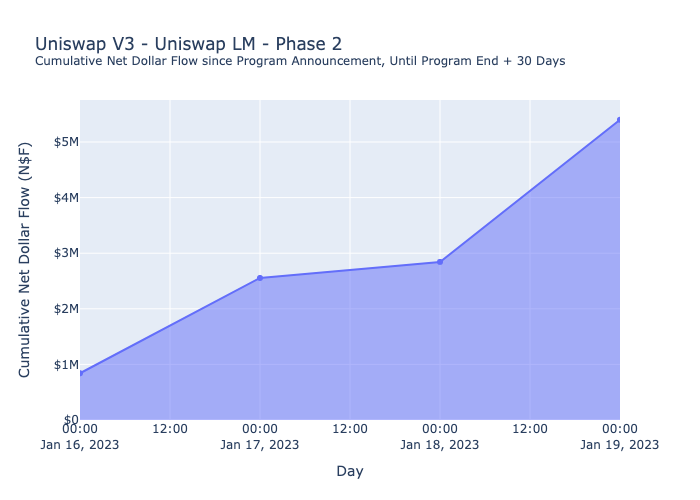 Uniswap V3 - Uniswap LM - Phase 2
Cumulative Net Dollar Flow since Program Announcement, Until Program End + 30 Days
Cumulative Net Dollar Flow (N$F)
$5M
$4M
$3M
$2M
$1M
$0
00:00 12:00 00:00 12:00 00:00 12:00 00:00
Jan 16, 2023 Jan 17, 2023 Jan 18, 2023 Jan 19, 2023
Day